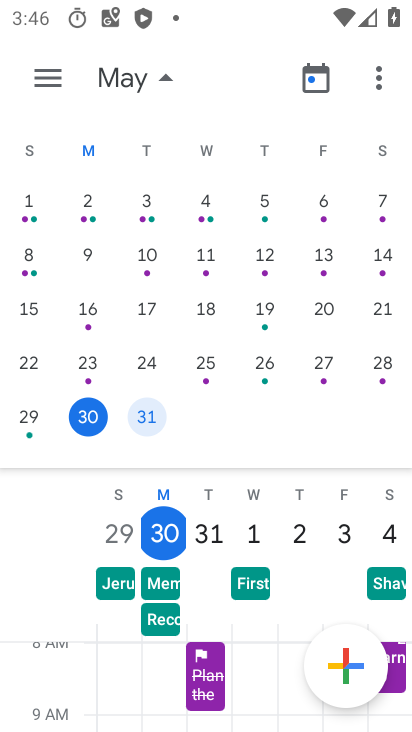 3:46
May
S M T W T F S
1 2 3 4 5 6 7
8 9 10 11 12 13 14
15 16 17 18 19 20 21
22 23 24 25 26 27 28
29 30 31
S M T W T F S
29 30 31 1 2 3 4
Jeru Mem First Shav
Reco
8 AM
Plan
the
arn
9 AM